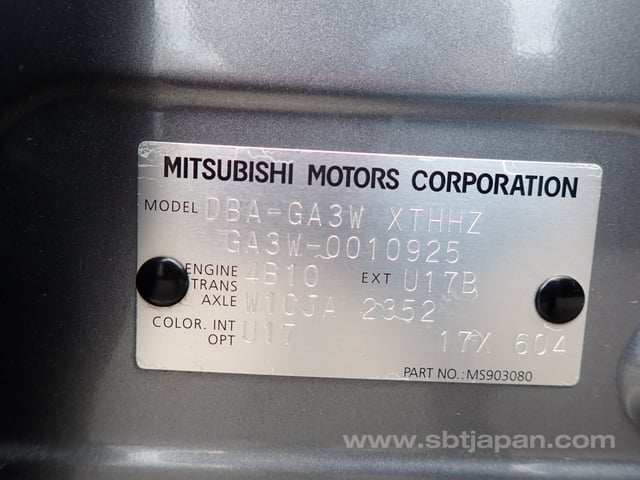 MITSUBISHI MOTORS CORPORATION
MODEL DBA-GA3W XTHHZ
GA3W-0010925
ENGINE 4B10 EXT U17B
TRANS
AXLE W1CJA 2352
COLOR. INT U17
OPT 17X 604
PART NO.:MS903080
www.sbtjapan.com